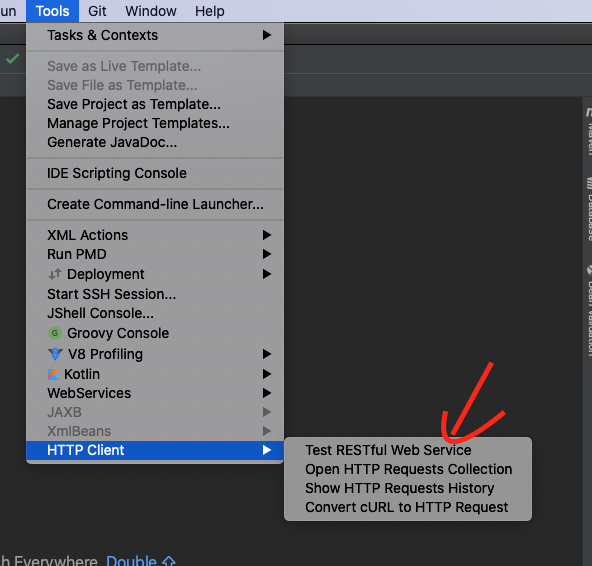 un Tools Git Window Help
Tasks & Contexts
Save as Live Template...
Save File as Template...
Save Project as Template...
Manage Project Templates...
Generate JavaDoc...
IDE Scripting Console
Create Command-line Launcher...
XML Actions
Run PMD
Deployment
Start SSH Session...
JShell Console...
G Groovy Console
V8 Profiling
Kotlin
WebServices
JAXB
XmlBeans
HTTP Client
Test RESTful Web Service
Open HTTP Requests Collection
Show HTTP Requests History
Convert cURL to HTTP Request
Maven
Database
Bean Validation
h Everywhere Double